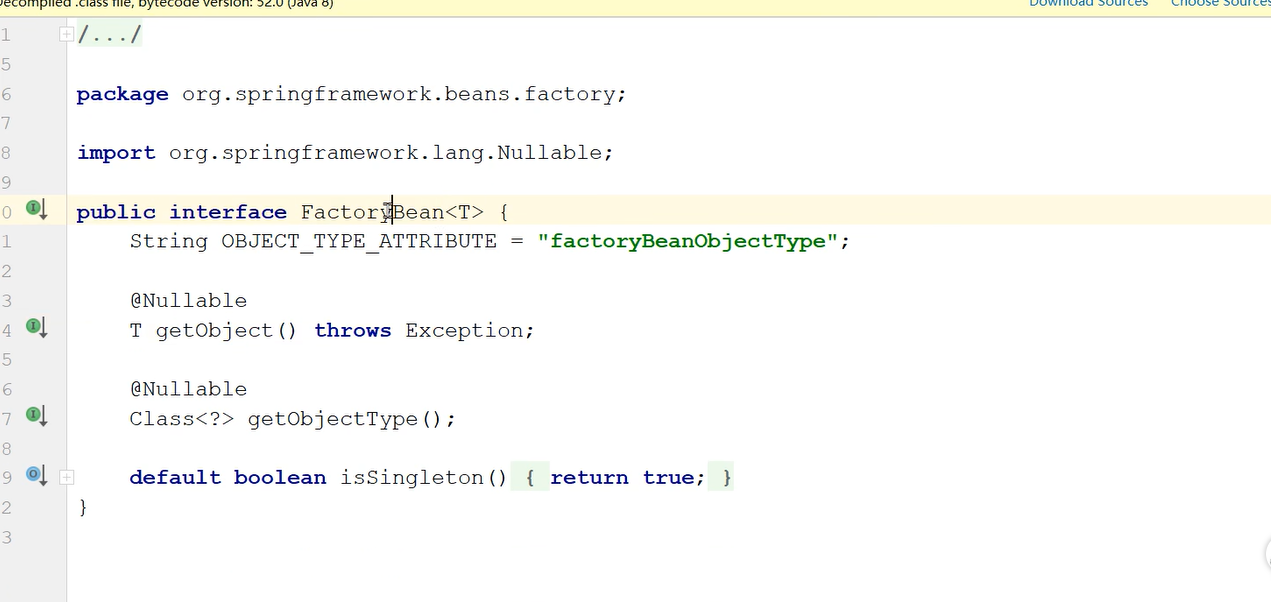 Decompiled .class file, bytecode version: 52.0 (Java 8) Download Sources Choose Sources
1 /.../
5
6 package org.springframework.beans.factory;
7
8 import org.springframework.lang.Nullable;
9
0 public interface FactoryBean<T> {
1 String OBJECT_TYPE_ATTRIBUTE = "factoryBeanObjectType";
2
3 @Nullable
4 T getObject() throws Exception;
5
6 @Nullable
7 Class<?> getObjectType();
8
9 default boolean isSingleton() { return true; }
2 }
3